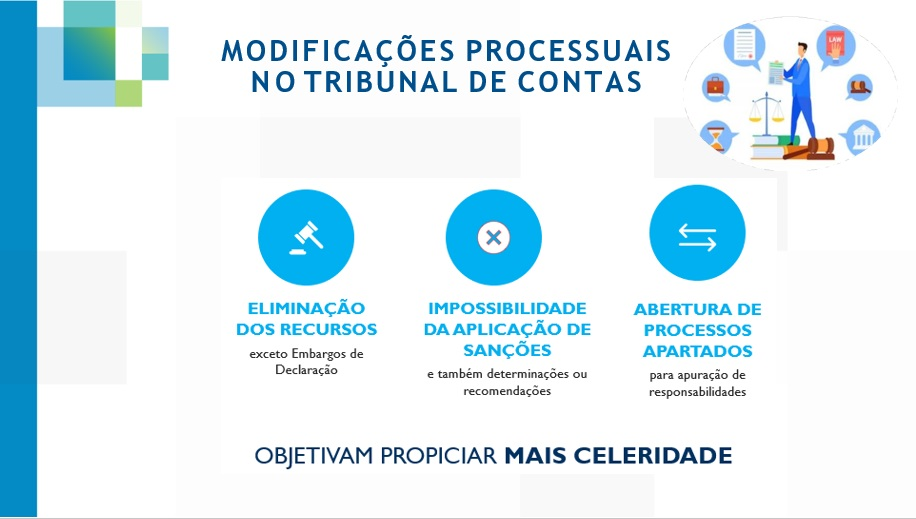 MODIFICAÇÕES PROCESSUAIS
NO TRIBUNAL DE CONTAS
LAW
ELIMINAÇÃO
DOS RECURSOS
exceto Embargos de
Declaração
IMPOSSIBILIDADE
DA APLICAÇÃO DE
SANÇÕES
e também determinações ou
recomendações
ABERTURA DE
PROCESSOS
APARTADOS
para apuração de
responsabilidades
OBJETIVAM PROPICIAR MAIS CELERIDADE